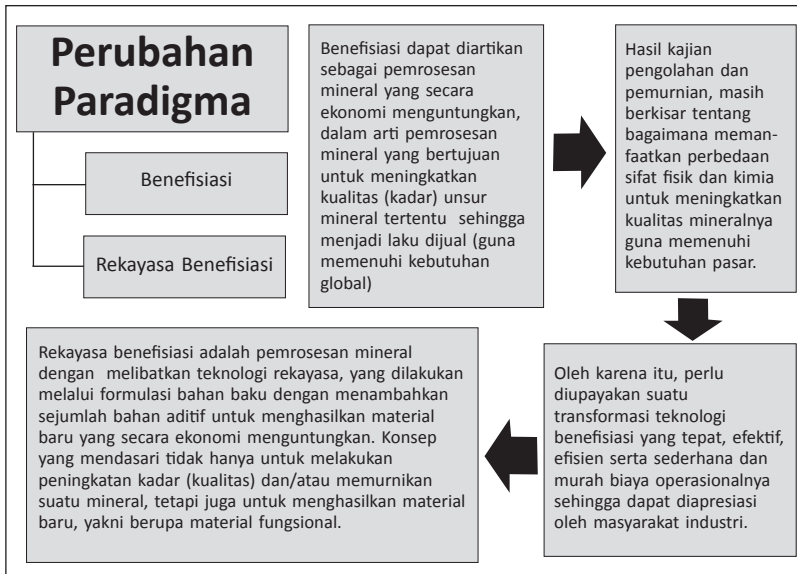 Perubahan
Paradigma
Benefisiasi
Rekayasa Benefisiasi
Benefisiasi dapat diartikan
sebagai pemrosesan
mineral yang secara
ekonomi menguntungkan,
dalam arti pemrosesan
mineral yang bertujuan
untuk meningkatkan
kualitas (kadar) unsur
mineral tertentu sehingga
menjadi laku dijual (guna
memenuhi kebutuhan
global)
Hasil kajian
pengolahan dan
pemurnian, masih
berkisar tentang
bagaimana meman-
faatkan perbedaan
sifat fisik dan kimia
untuk meningkatkan
kualitas mineralnya
guna memenuhi
kebutuhan pasar.
Oleh karena itu, perlu
diupayakan suatu
transformasi teknologi
benefisiasi yang tepat, efektif,
efisien serta sederhana dan
murah biaya operasionalnya
sehingga dapat diapresiasi
oleh masyarakat industri.
Rekayasa benefisiasi adalah pemrosesan mineral
dengan melibatkan teknologi rekayasa, yang dilakukan
melalui formulasi bahan baku dengan menambahkan
sejumlah bahan aditif untuk menghasilkan material
baru yang secara ekonomi menguntungkan. Konsep
yang mendasari tidak hanya untuk melakukan
peningkatan kadar (kualitas) dan/atau memurnikan
suatu mineral, tetapi juga untuk menghasilkan material
baru, yakni berupa material fungsional.